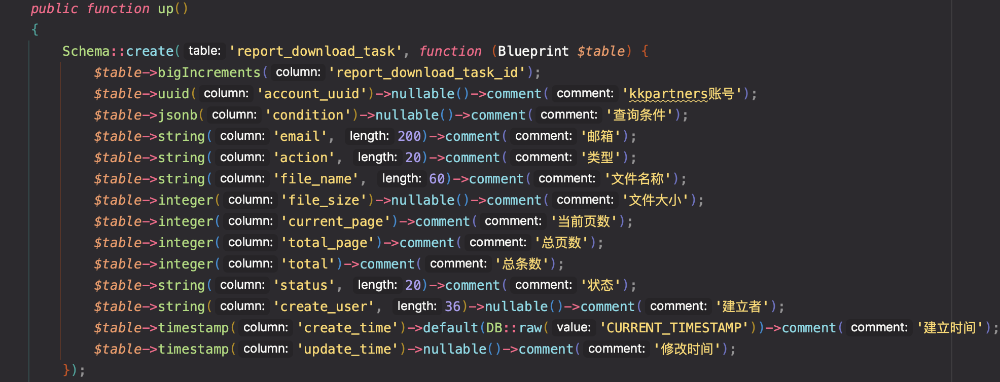 public function up()
{
Schema::create( table: 'report_download_task', function (Blueprint $table) {
$table->bigIncrements( column: 'report_download_task_id');
$table->uuid( column: 'account_uuid')->nullable()->comment( comment: 'kkpartners账号');
$table->jsonb( column: 'condition')->nullable()->comment( comment: '查询条件');
$table->string( column: 'email', length: 200)->comment( comment: '邮箱');
$table->string( column: 'action', length: 20)->comment( comment: '类型');
$table->string( column: 'file_name', length: 60)->comment( comment: '文件名称');
$table->integer( column: 'file_size')->nullable()->comment( comment: '文件大小');
$table->integer( column: 'current_page')->comment( comment: '当前页数');
$table->integer( column: 'total_page')->comment( comment: '总页数');
$table->integer( column: 'total')->comment( comment: '总条数');
$table->string( column: 'status', length: 20)->comment( comment: '状态');
$table->string( column: 'create_user', length: 36)->nullable()->comment( comment: '建立者');
$table->timestamp( column: 'create_time')->default(DB::raw( value: 'CURRENT_TIMESTAMP'))->comment( comment: '建立时间');
$table->timestamp( column: 'update_time')->nullable()->comment( comment: '修改时间');
});